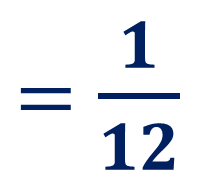 = 1/12